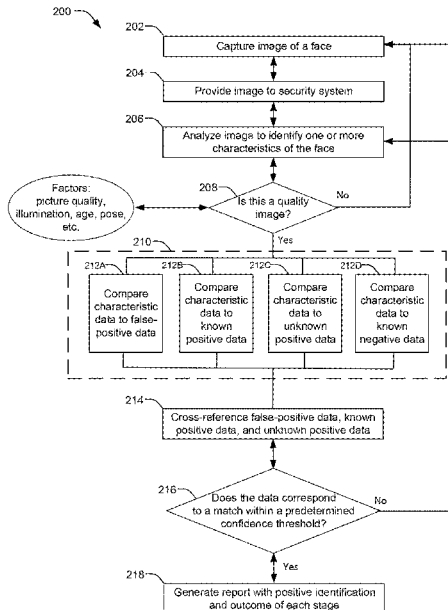 200
202
Capture image of a face
204
Provide image to security system
206
Analyze image to identify one or more
characteristics of the face
Factors:
picture quality,
illumination, age, pose,
etc.
208
Is this a quality
image?
No
Yes
210
212A
Compare
characteristic
data to false-
positive data
212B
Compare
characteristic
data to known
positive data
212C
Compare
characteristic
data to
unknown
positive data
212D
Compare
characteristic
data to known
negative data
214
Cross-reference false-positive data, known
positive data, and unknown positive data
216
Does the data correspond
to a match within a predetermined
confidence threshold?
No
Yes
218
Generate report with positive identification
and outcome of each stage